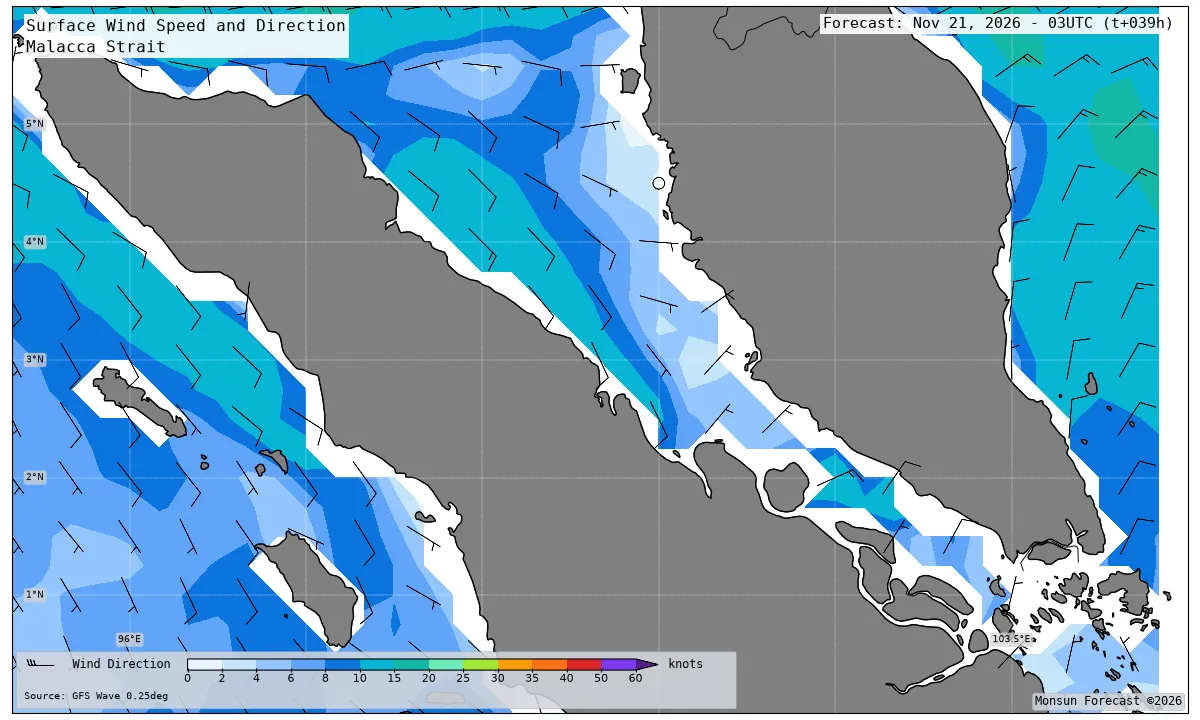 Surface Wind Speed and Direction
Malacca Strait
Forecast: Nov 21, 2026 - 03UTC (t+039h)
5°N
4°N
3°N
2°N
1°N
96°E
103.5°E
Wind Direction
0 2 4 6 8 10 15 20 25 30 35 40 50 60
knots
Source: GFS Wave 0.25deg
Monsun Forecast ©2026